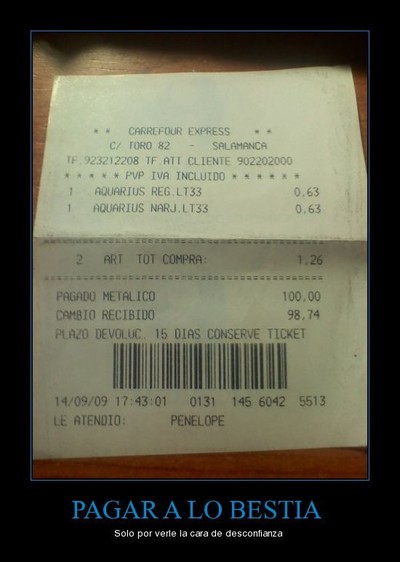 * * CARREFOUR EXPRESS * *
C/ TORO 82 - SALAMANCA
TF.923212208 TF.ATT.CLIENTE 902202000
* * * * * PVP IVA INCLUIDO * * * * * *
1 AQUARIUS REG.LT33 0,63
1 AQUARIUS NARJ.LT33 0,63
2 ART. TOT.COMPRA: 1,26
PAGADO METALICO 100,00
CAMBIO RECIBIDO 98,74
PLAZO DEVOLUC. 15 DIAS CONSERVE TICKET
14/09/09 17:43:01 0131 145 6042 5513
LE ATENDIO: PENELOPE
PAGAR A LO BESTIA
Solo por verle la cara de desconfianza